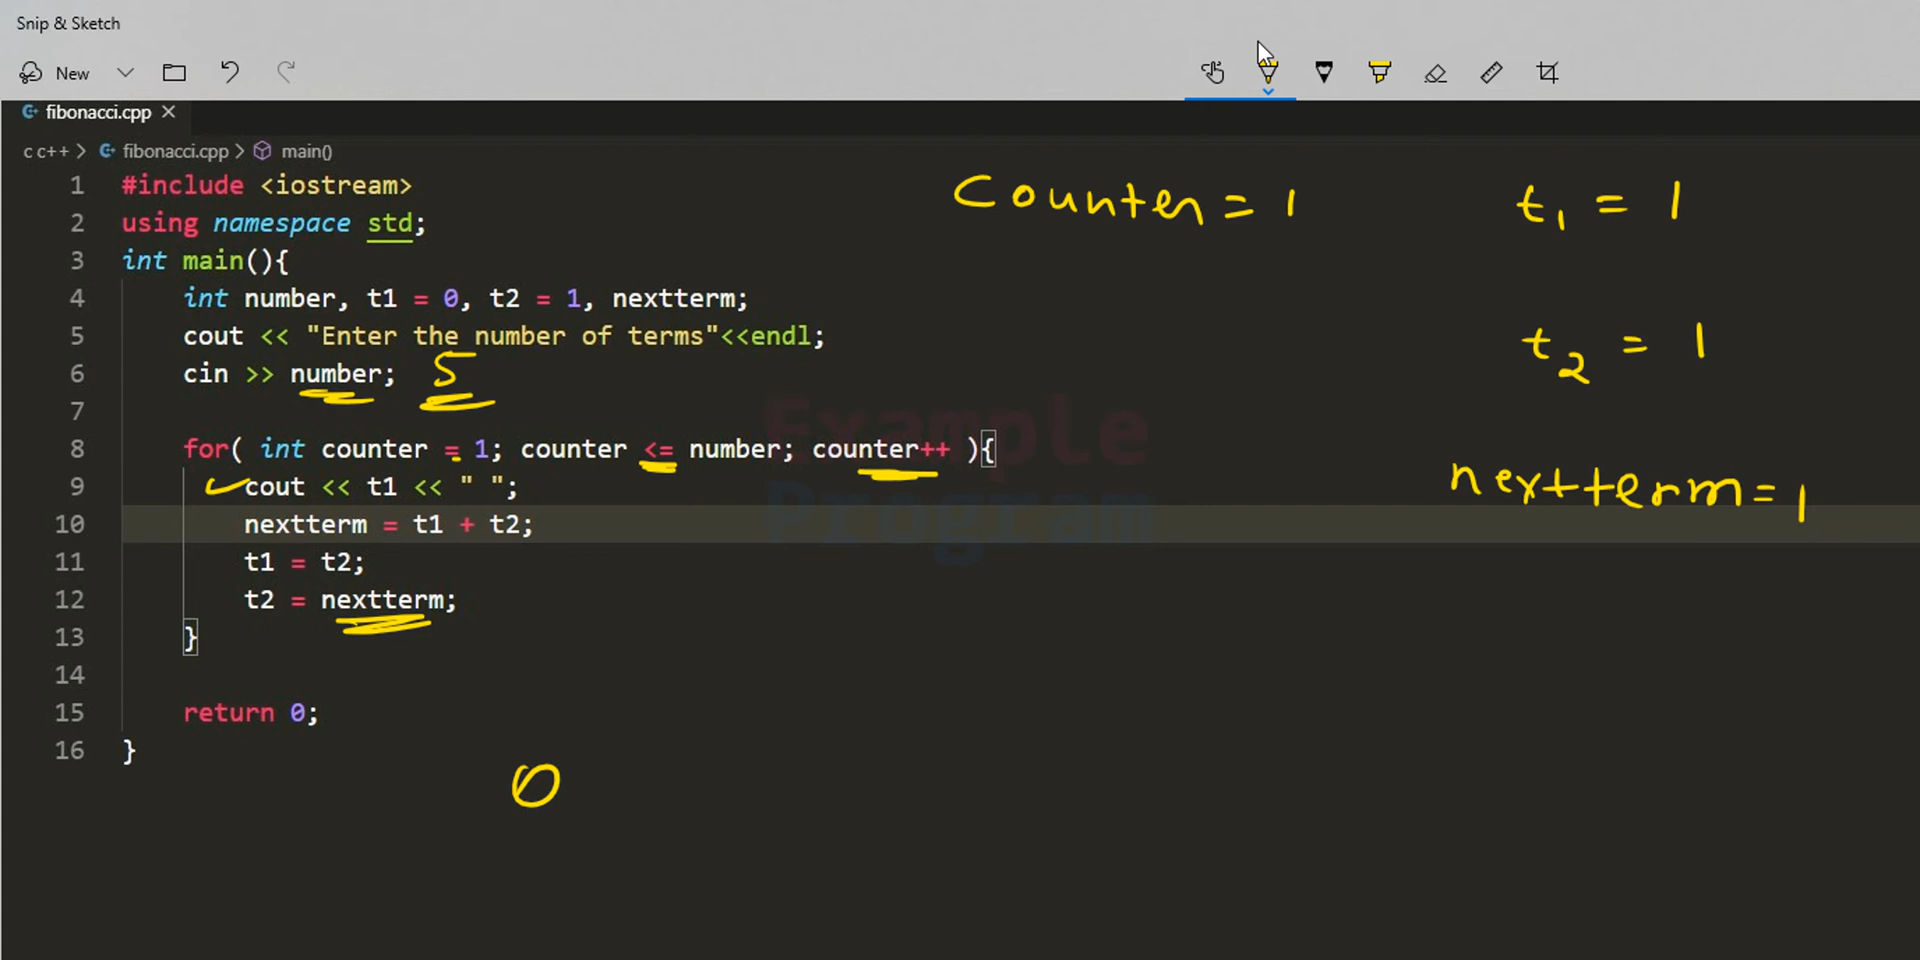 Snip & Sketch
New
fibonacci.cpp
c c++ > fibonacci.cpp > main()
1 #include <iostream>
2 using namespace std;
3 int main(){
4 int number, t1 = 0, t2 = 1, nextterm;
5 cout << "Enter the number of terms"<<endl;
6 cin >> number; 5
7
8 for( int counter = 1; counter <= number; counter++ ){
9 cout << t1 << " ";
10 nextterm = t1 + t2;
11 t1 = t2;
12 t2 = nextterm;
13 }
14
15 return 0;
16 }
0
Counter = 1
t1 = 1
t2 = 1
nextterm = 1
Example
Program